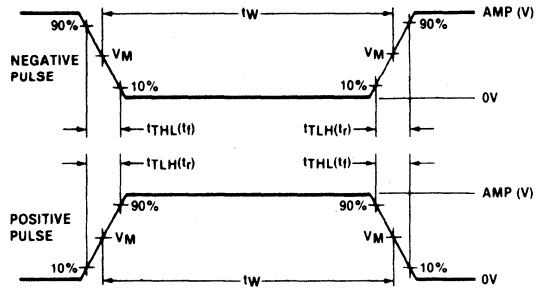 tW AMP (V)
90% 90%
NEGATIVE PULSE VM VM
10% 10%
0V
tTHL(tf) tTLH(tr)
tTLH(tr) tTHL(tf)
AMP (V)
90% 90%
POSITIVE PULSE VM VM
10% 10%
tW 0V